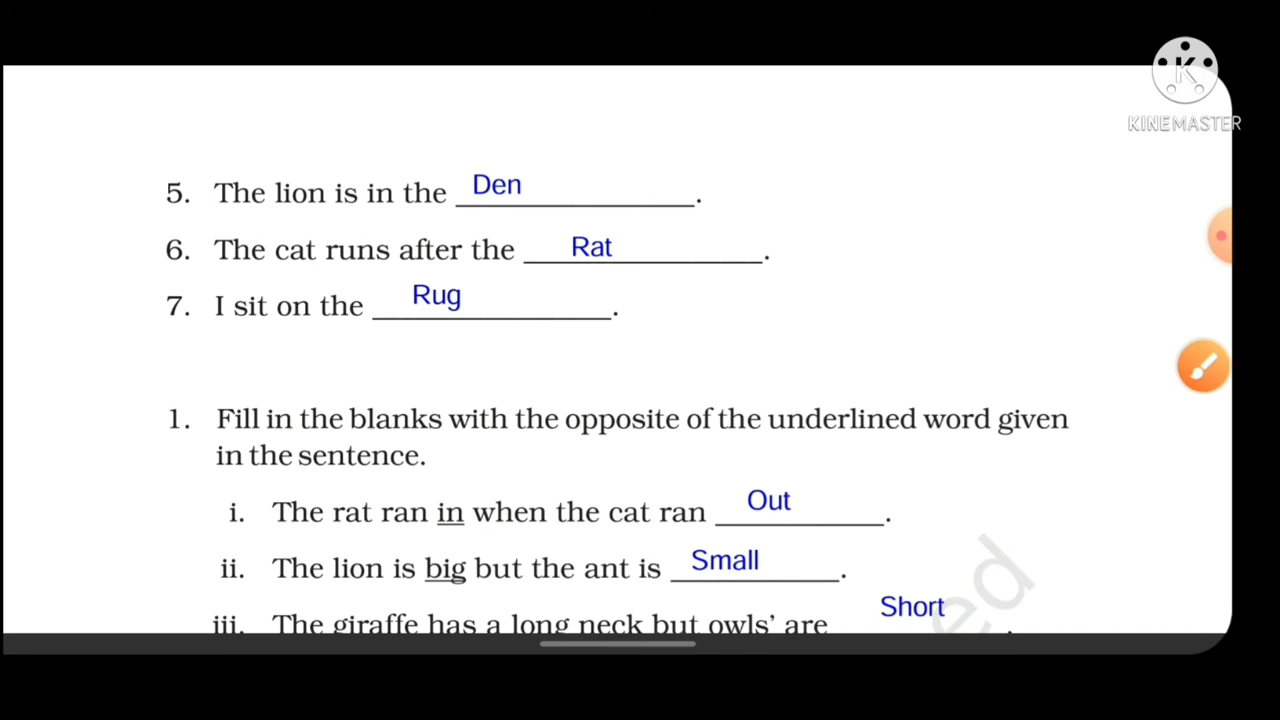 KINEMASTER
5. The lion is in the Den.
6. The cat runs after the Rat.
7. I sit on the Rug.
1. Fill in the blanks with the opposite of the underlined word given
in the sentence.
i. The rat ran in when the cat ran Out.
ii. The lion is big but the ant is Small.
iii. The giraffe has a long neck but owls’ are Short.